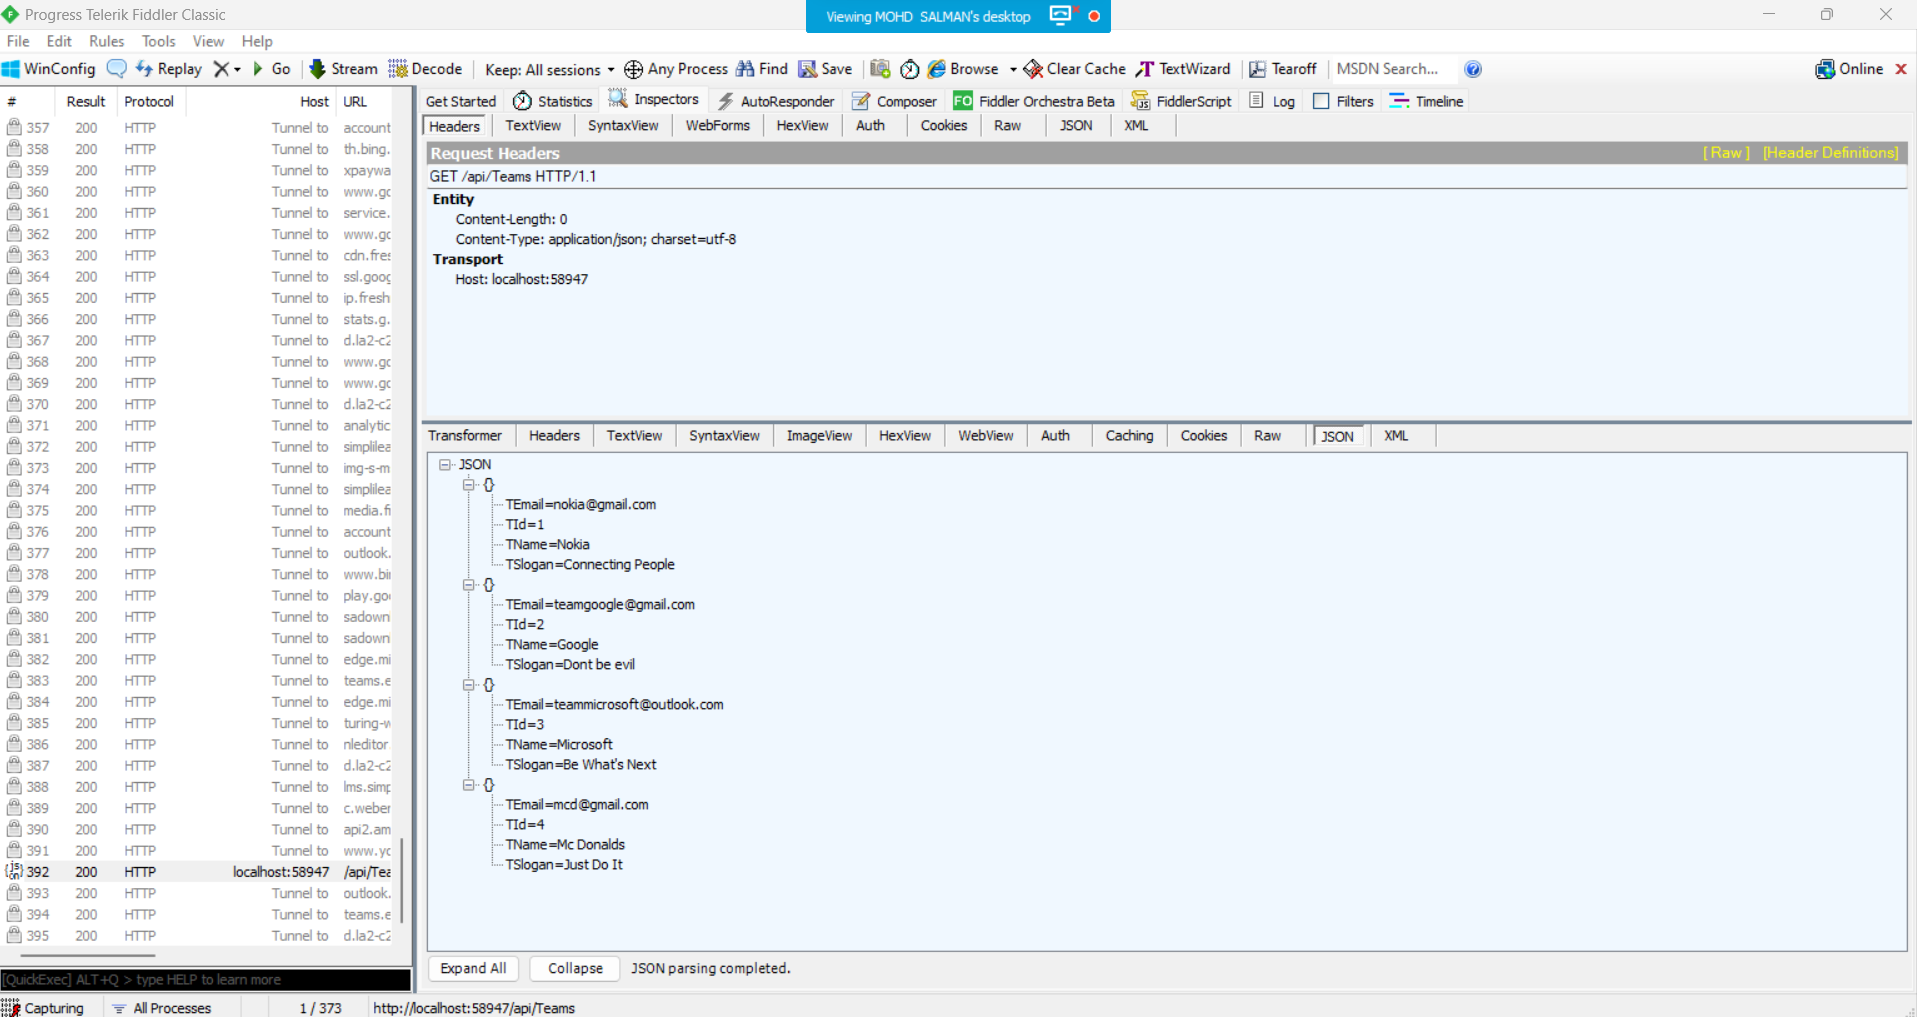 Progress Telerik Fiddler Classic
Viewing MOHD SALMAN's desktop
File Edit Rules Tools View Help
WinConfig Replay Go Stream Decode Keep: All sessions Any Process Find Save Browse Clear Cache TextWizard Tearoff MSDN Search... Online
# Result Protocol Host URL
357 200 HTTP Tunnel to account
358 200 HTTP Tunnel to th.bing.
359 200 HTTP Tunnel to xpaywa
360 200 HTTP Tunnel to www.gc
361 200 HTTP Tunnel to service.
362 200 HTTP Tunnel to www.gc
363 200 HTTP Tunnel to cdn.fres
364 200 HTTP Tunnel to ssl.goog
365 200 HTTP Tunnel to ip.fresh
366 200 HTTP Tunnel to stats.g.
367 200 HTTP Tunnel to d.la2-c2
368 200 HTTP Tunnel to www.gc
369 200 HTTP Tunnel to www.gc
370 200 HTTP Tunnel to d.la2-c2
371 200 HTTP Tunnel to analytic
372 200 HTTP Tunnel to simplilea
373 200 HTTP Tunnel to img-s-m
374 200 HTTP Tunnel to simplilea
375 200 HTTP Tunnel to media.fi
376 200 HTTP Tunnel to account
377 200 HTTP Tunnel to outlook.
378 200 HTTP Tunnel to www.bi
379 200 HTTP Tunnel to play.go
380 200 HTTP Tunnel to sadown
381 200 HTTP Tunnel to sadown
382 200 HTTP Tunnel to edge.mi
383 200 HTTP Tunnel to teams.e
384 200 HTTP Tunnel to edge.mi
385 200 HTTP Tunnel to turing-w
386 200 HTTP Tunnel to nleditor
387 200 HTTP Tunnel to d.la2-c2
388 200 HTTP Tunnel to lms.simp
389 200 HTTP Tunnel to c.weber
390 200 HTTP Tunnel to api2.am
391 200 HTTP Tunnel to www.yc
392 200 HTTP localhost:58947 /api/Tea
393 200 HTTP Tunnel to outlook.
394 200 HTTP Tunnel to teams.e
395 200 HTTP Tunnel to d.la2-c2
[QuickExec] ALT+Q > type HELP to learn more
Get Started Statistics Inspectors AutoResponder Composer FO Fiddler Orchestra Beta FiddlerScript Log Filters Timeline
Headers TextView SyntaxView WebForms HexView Auth Cookies Raw JSON XML
Request Headers [ Raw ] [Header Definitions]
GET /api/Teams HTTP/1.1
Entity
Content-Length: 0
Content-Type: application/json; charset=utf-8
Transport
Host: localhost:58947
Transformer Headers TextView SyntaxView ImageView HexView WebView Auth Caching Cookies Raw JSON XML
JSON
{}
TEmail=nokia@gmail.com
TId=1
TName=Nokia
TSlogan=Connecting People
{}
TEmail=teamgoogle@gmail.com
TId=2
TName=Google
TSlogan=Dont be evil
{}
TEmail=teammicrosoft@outlook.com
TId=3
TName=Microsoft
TSlogan=Be What's Next
{}
TEmail=mcd@gmail.com
TId=4
TName=Mc Donalds
TSlogan=Just Do It
Expand All Collapse JSON parsing completed.
Capturing All Processes 1 / 373 http://localhost:58947/api/Teams